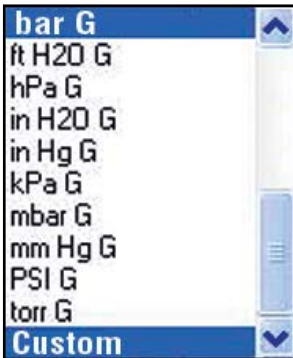 bar G
ft H2O G
hPa G
in H2O G
in Hg G
kPa G
mbar G
mm Hg G
PSI G
torr G
Custom